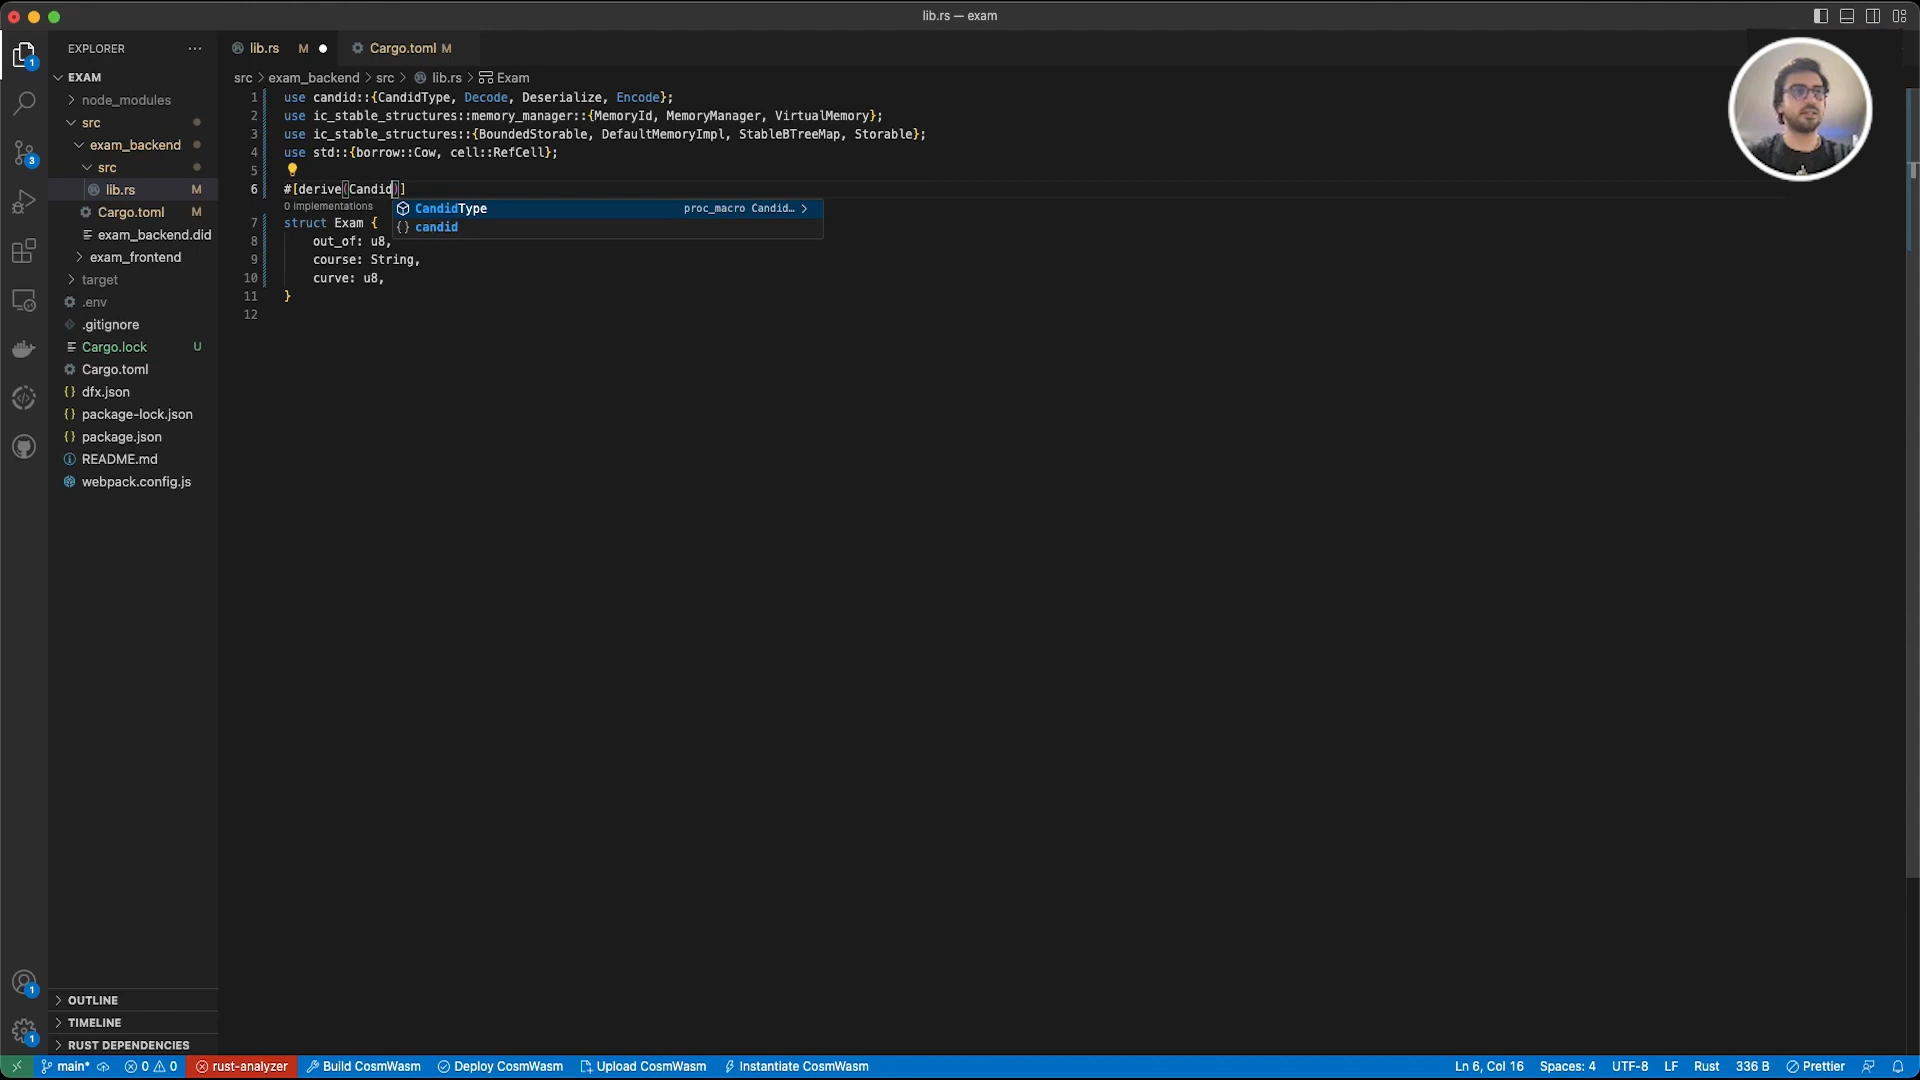 lib.rs — exam
EXPLORER
lib.rs M
Cargo.toml M
EXAM
node_modules
src
exam_backend
src
lib.rs M
Cargo.toml M
exam_backend.did
exam_frontend
target
.env
.gitignore
Cargo.lock U
Cargo.toml
dfx.json
package-lock.json
package.json
README.md
webpack.config.js
OUTLINE
TIMELINE
RUST DEPENDENCIES
1
3
1
1
src > exam_backend > src > lib.rs > Exam
1 use candid::{CandidType, Decode, Deserialize, Encode};
2 use ic_stable_structures::memory_manager::{MemoryId, MemoryManager, VirtualMemory};
3 use ic_stable_structures::{BoundedStorable, DefaultMemoryImpl, StableBTreeMap, Storable};
4 use std::{borrow::Cow, cell::RefCell};
5
6 #[derive(Candid)]
0 implementations
CandidType proc_macro Candid…
candid
7 struct Exam {
8 out_of: u8,
9 course: String,
10 curve: u8,
11 }
12
main* 0 0 rust-analyzer Build CosmWasm Deploy CosmWasm Upload CosmWasm Instantiate CosmWasm Ln 6, Col 16 Spaces: 4 UTF-8 LF Rust 336 B Prettier